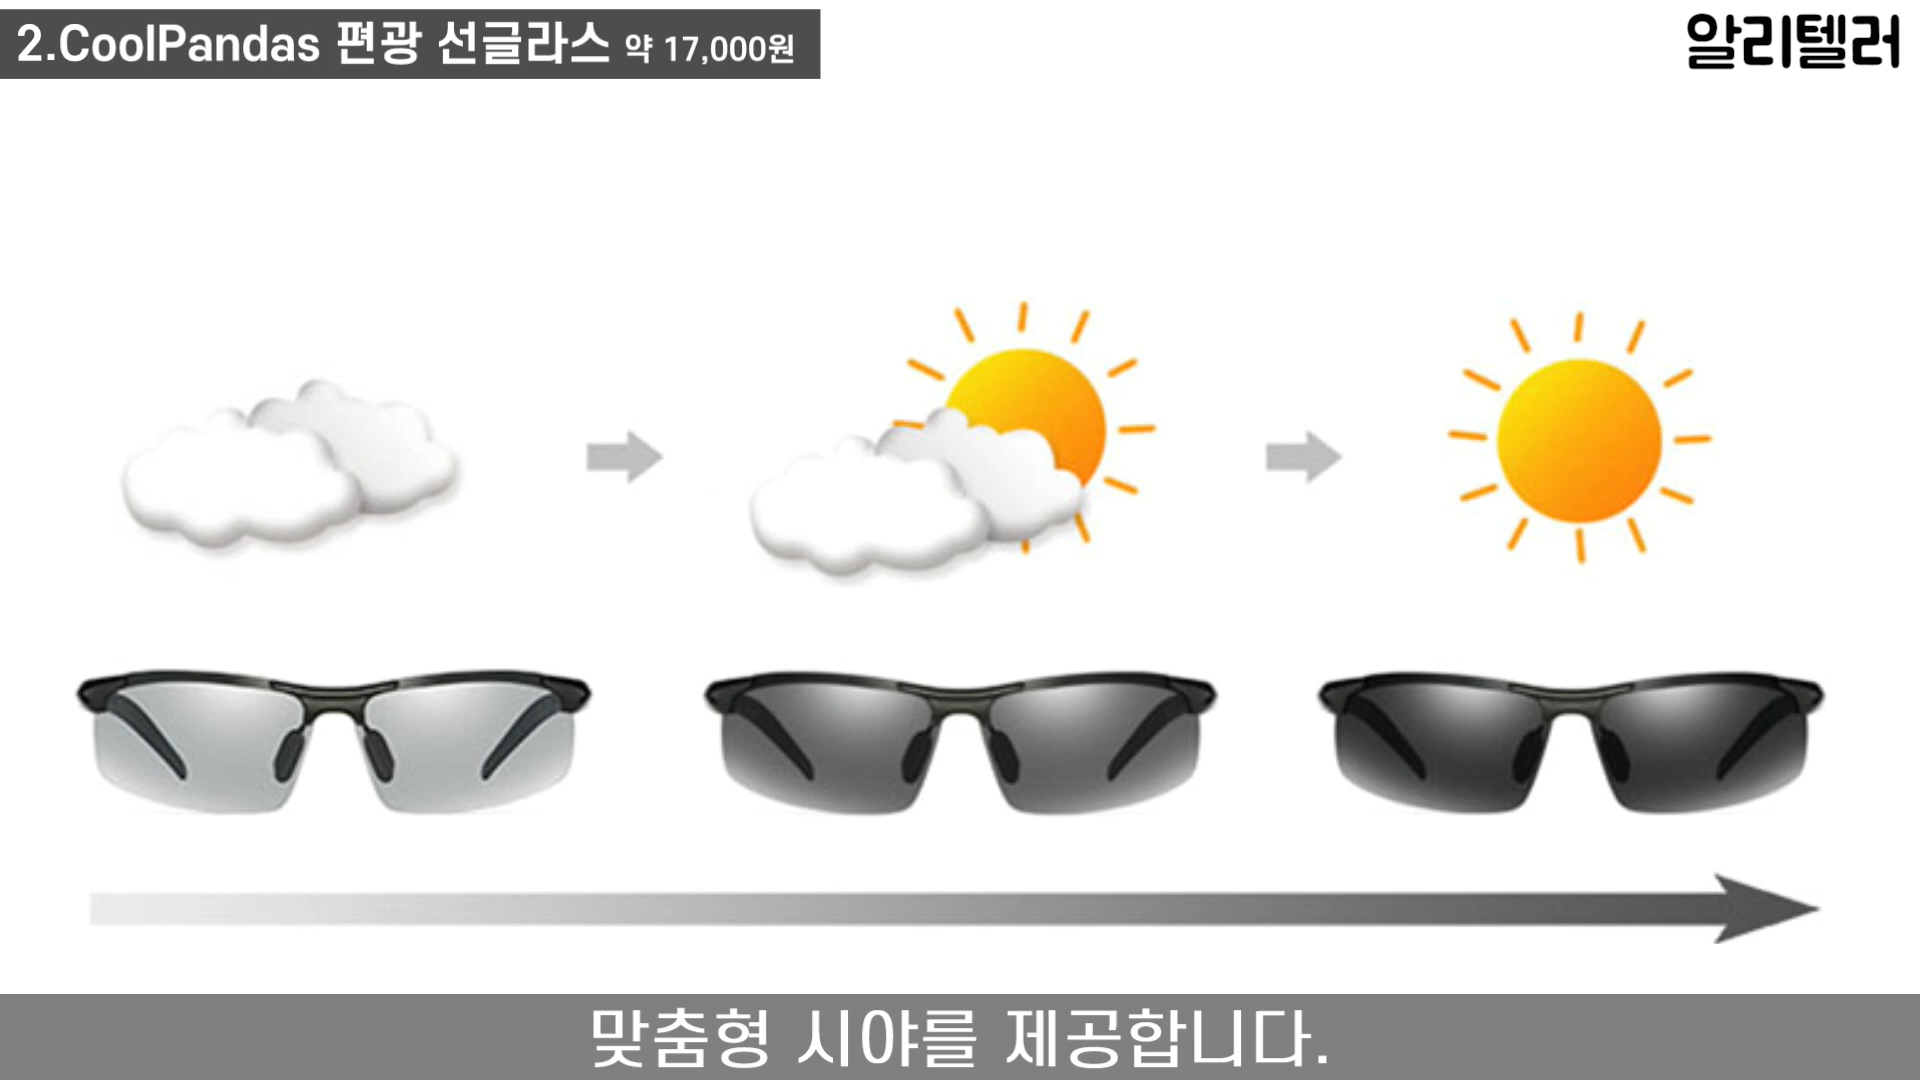 2.CoolPandas 편광 선글라스 약 17,000원
알리텔러
맞춤형 시야를 제공합니다.